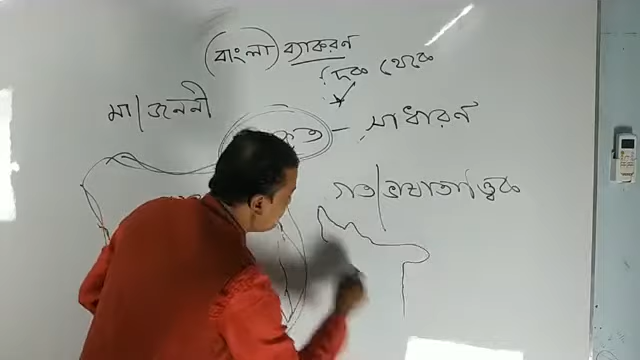 (বাংলা) ব্যাকরণ
থেকে
মা|জননী
সাধারণ
গত|ভাষাতাত্ত্বিক